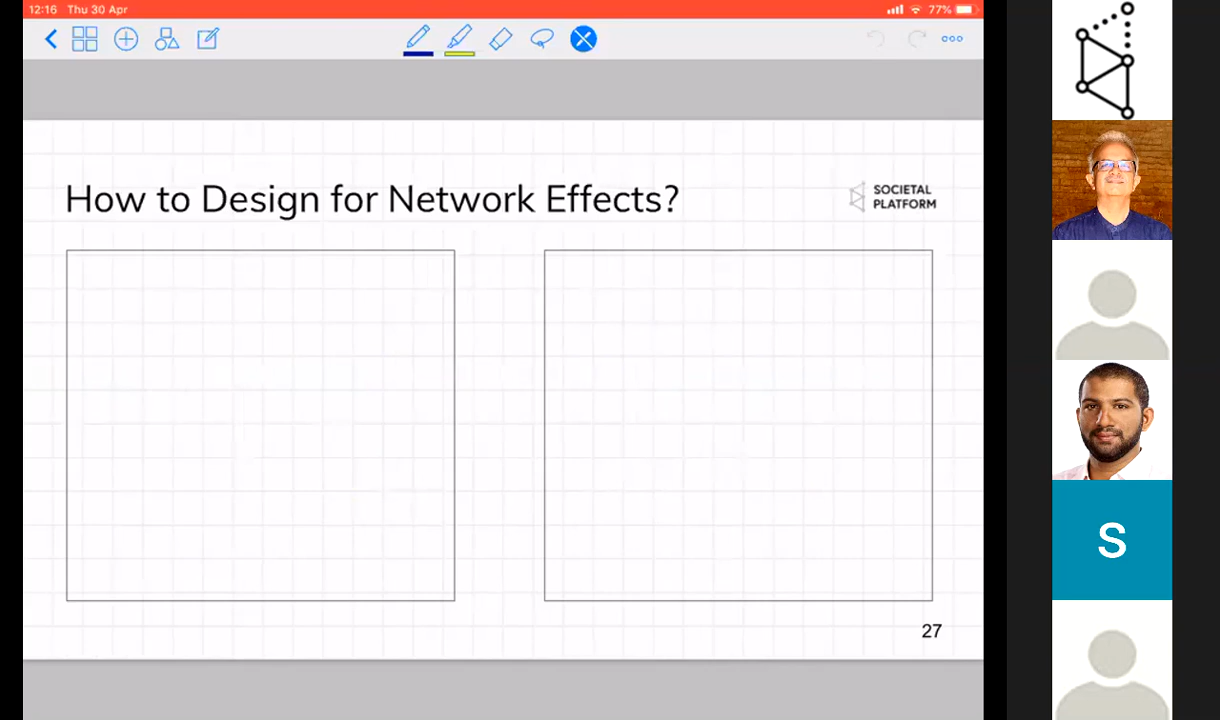 12:16 Thu 30 Apr
77%
How to Design for Network Effects?
SOCIETAL
PLATFORM
27
S